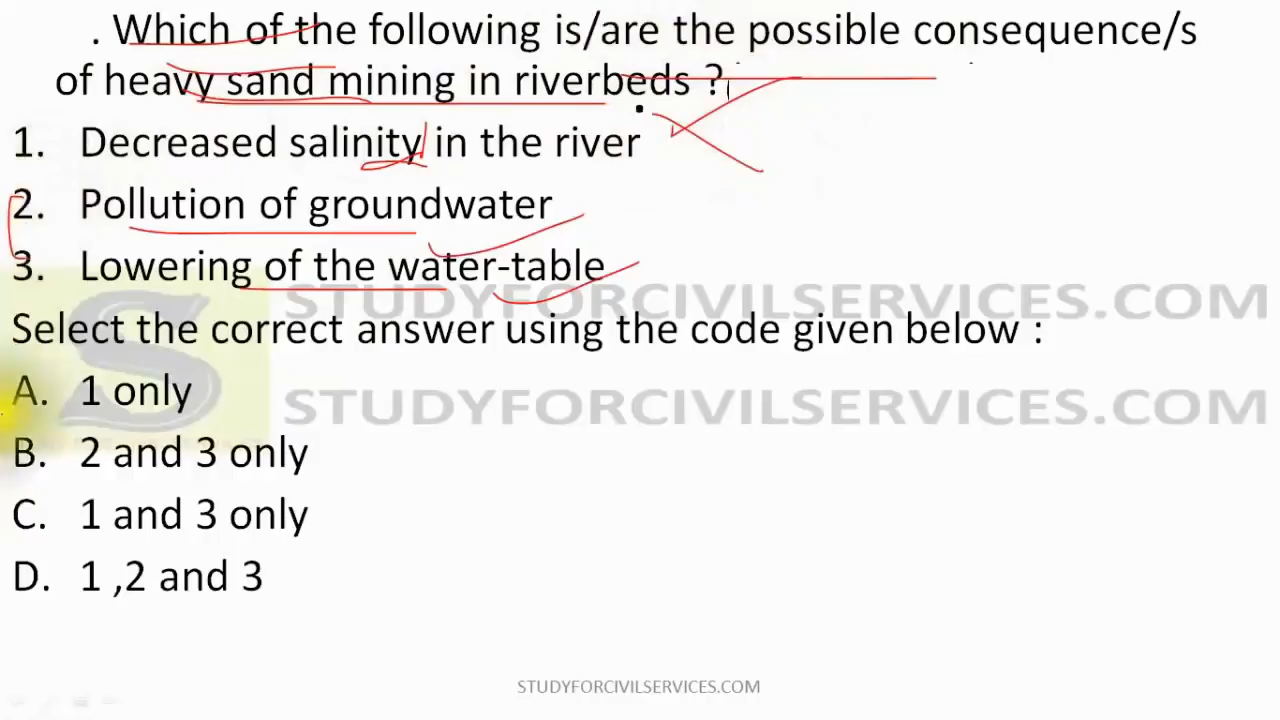 . Which of the following is/are the possible consequence/s
of heavy sand mining in riverbeds ?
1. Decreased salinity in the river
2. Pollution of groundwater
3. Lowering of the water-table
STUDYFORCIVILSERVICES.COM
Select the correct answer using the code given below :
A. 1 only
STUDYFORCIVILSERVICES.COM
B. 2 and 3 only
C. 1 and 3 only
D. 1 ,2 and 3
STUDYFORCIVILSERVICES.COM